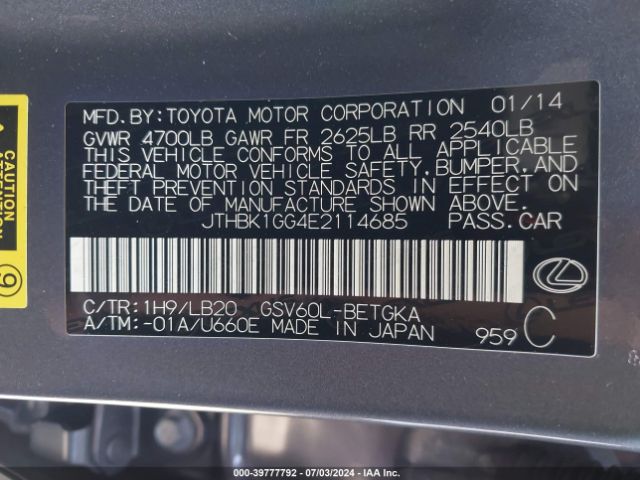 MFD.BY:TOYOTA MOTOR CORPORATION 01/14
GVWR 4700LB GAWR FR 2625LB RR 2540LB
THIS VEHICLE CONFORMS TO ALL APPLICABLE
FEDERAL MOTOR VEHICLE SAFETY,BUMPER,AND
THEFT PREVENTION STANDARDS IN EFFECT ON
THE DATE OF MANUFACTURE SHOWN ABOVE.
JTHBK1GG4E2114685 PASS.CAR
C/TR:1H9/LB20 GSV60L-BETGKA
A/TM:-01A/U660E MADE IN JAPAN 959 C
CAUTION
9
000-39777792 - 07/03/2024 - IAA Inc.